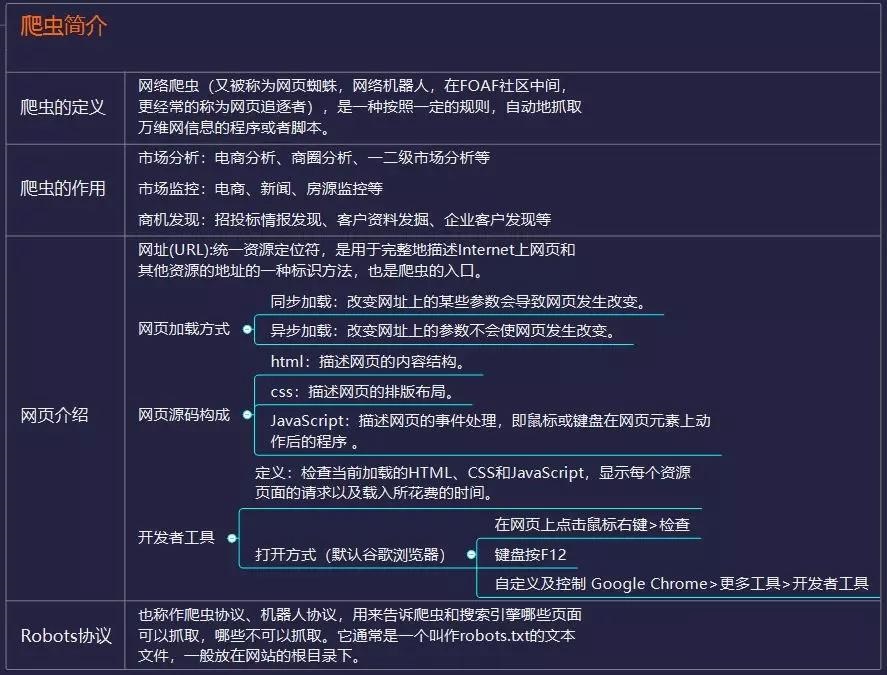 爬虫简介
爬虫的定义
网络爬虫（又被称为网页蜘蛛，网络机器人，在FOAF社区中间，
更经常的称为网页追逐者），是一种按照一定的规则，自动地抓取
万维网信息的程序或者脚本。
爬虫的作用
市场分析：电商分析、商圈分析、一二级市场分析等
市场监控：电商、新闻、房源监控等
商机发现：招投标情报发现、客户资料发掘、企业客户发现等
网页介绍
网址(URL):统一资源定位符，是用于完整地描述Internet上网页和
其他资源的地址的一种标识方法，也是爬虫的入口。
网页加载方式
同步加载：改变网址上的某些参数会导致网页发生改变。
异步加载：改变网址上的参数不会使网页发生改变。
网页源码构成
html：描述网页的内容结构。
css：描述网页的排版布局。
JavaScript：描述网页的事件处理，即鼠标或键盘在网页元素上动
作后的程序 。
开发者工具
定义：检查当前加载的HTML、CSS和JavaScript，显示每个资源
页面的请求以及载入所花费的时间。
打开方式（默认谷歌浏览器）
在网页上点击鼠标右键>检查
键盘按F12
自定义及控制 Google Chrome>更多工具>开发者工具
Robots协议
也称作爬虫协议、机器人协议，用来告诉爬虫和搜索引擎哪些页面
可以抓取，哪些不可以抓取。它通常是一个叫作robots.txt的文本
文件，一般放在网站的根目录下。